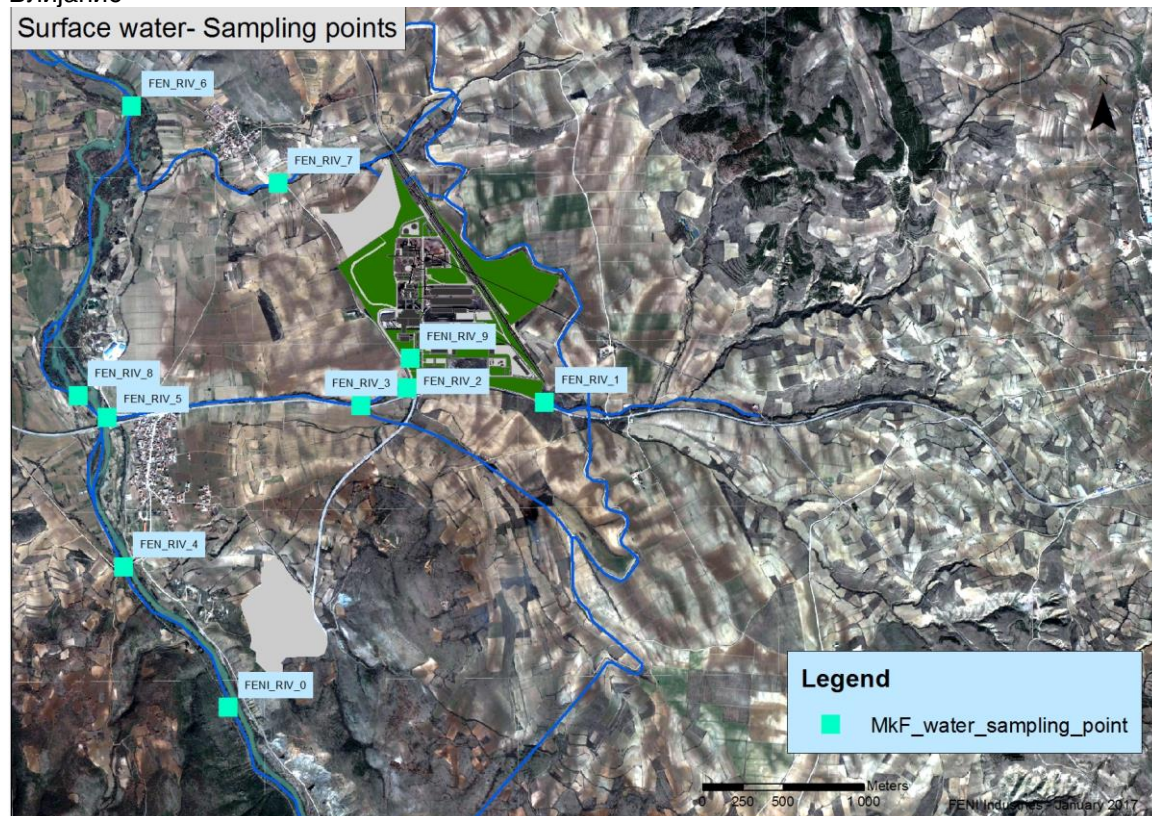 Влијание
Surface water- Sampling points
FEN_RIV_6
N
FEN_RIV_7
FENI_RIV_9
FEN_RIV_8
FEN_RIV_3
FEN_RIV_2
FEN_RIV_1
FEN_RIV_5
FEN_RIV_4
FENI_RIV_0
Legend
MkF_water_sampling_point
Meters
0 250 500 1 000
FENI Industries - January 2017